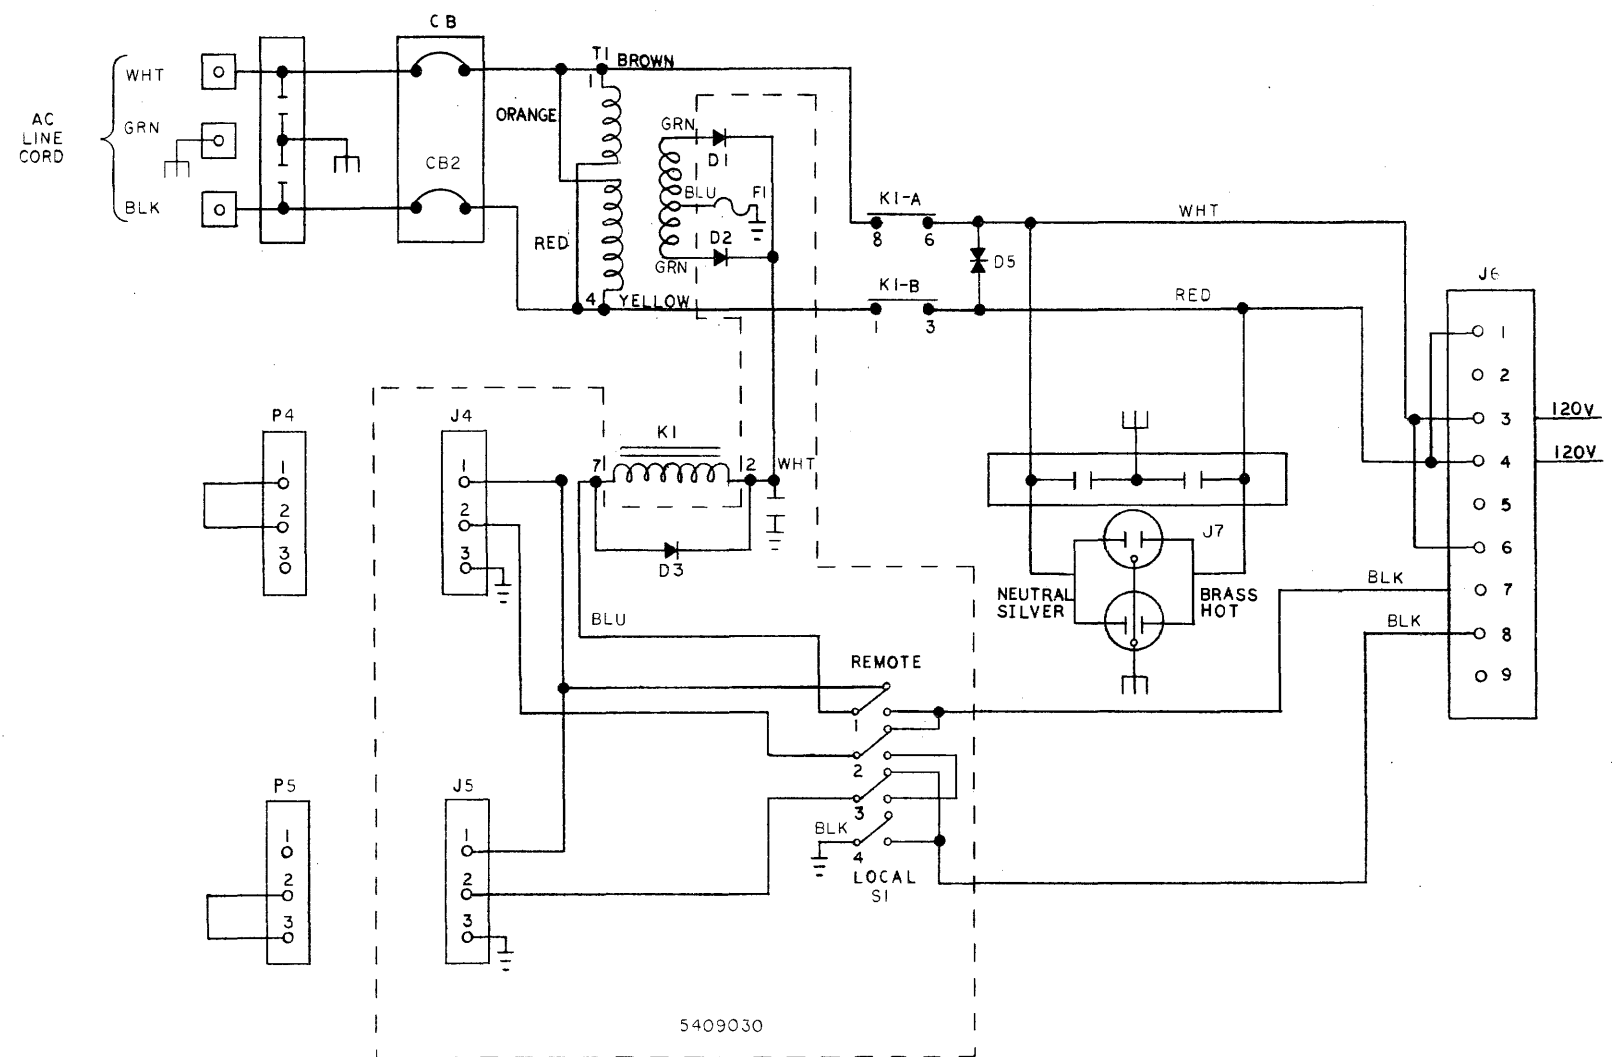 CB
T1 BROWN
1
WHT
AC
LINE
CORD
GRN
BLK
CB2
ORANGE
RED
GRN
D1
BLU
F1
D2
GRN
4 YELLOW
K1-A
8 6
WHT
D5
K1-B
1 3
RED
J6
1
2
3
4
5
6
7
8
9
120V
120V
P4
1
2
3
J4
1
2
3
K1
7 2 WHT
D3
BLU
J7
NEUTRAL
SILVER
BRASS
HOT
BLK
BLK
REMOTE
1
2
3
BLK
4
LOCAL
S1
P5
1
2
3
J5
1
2
3
5409030